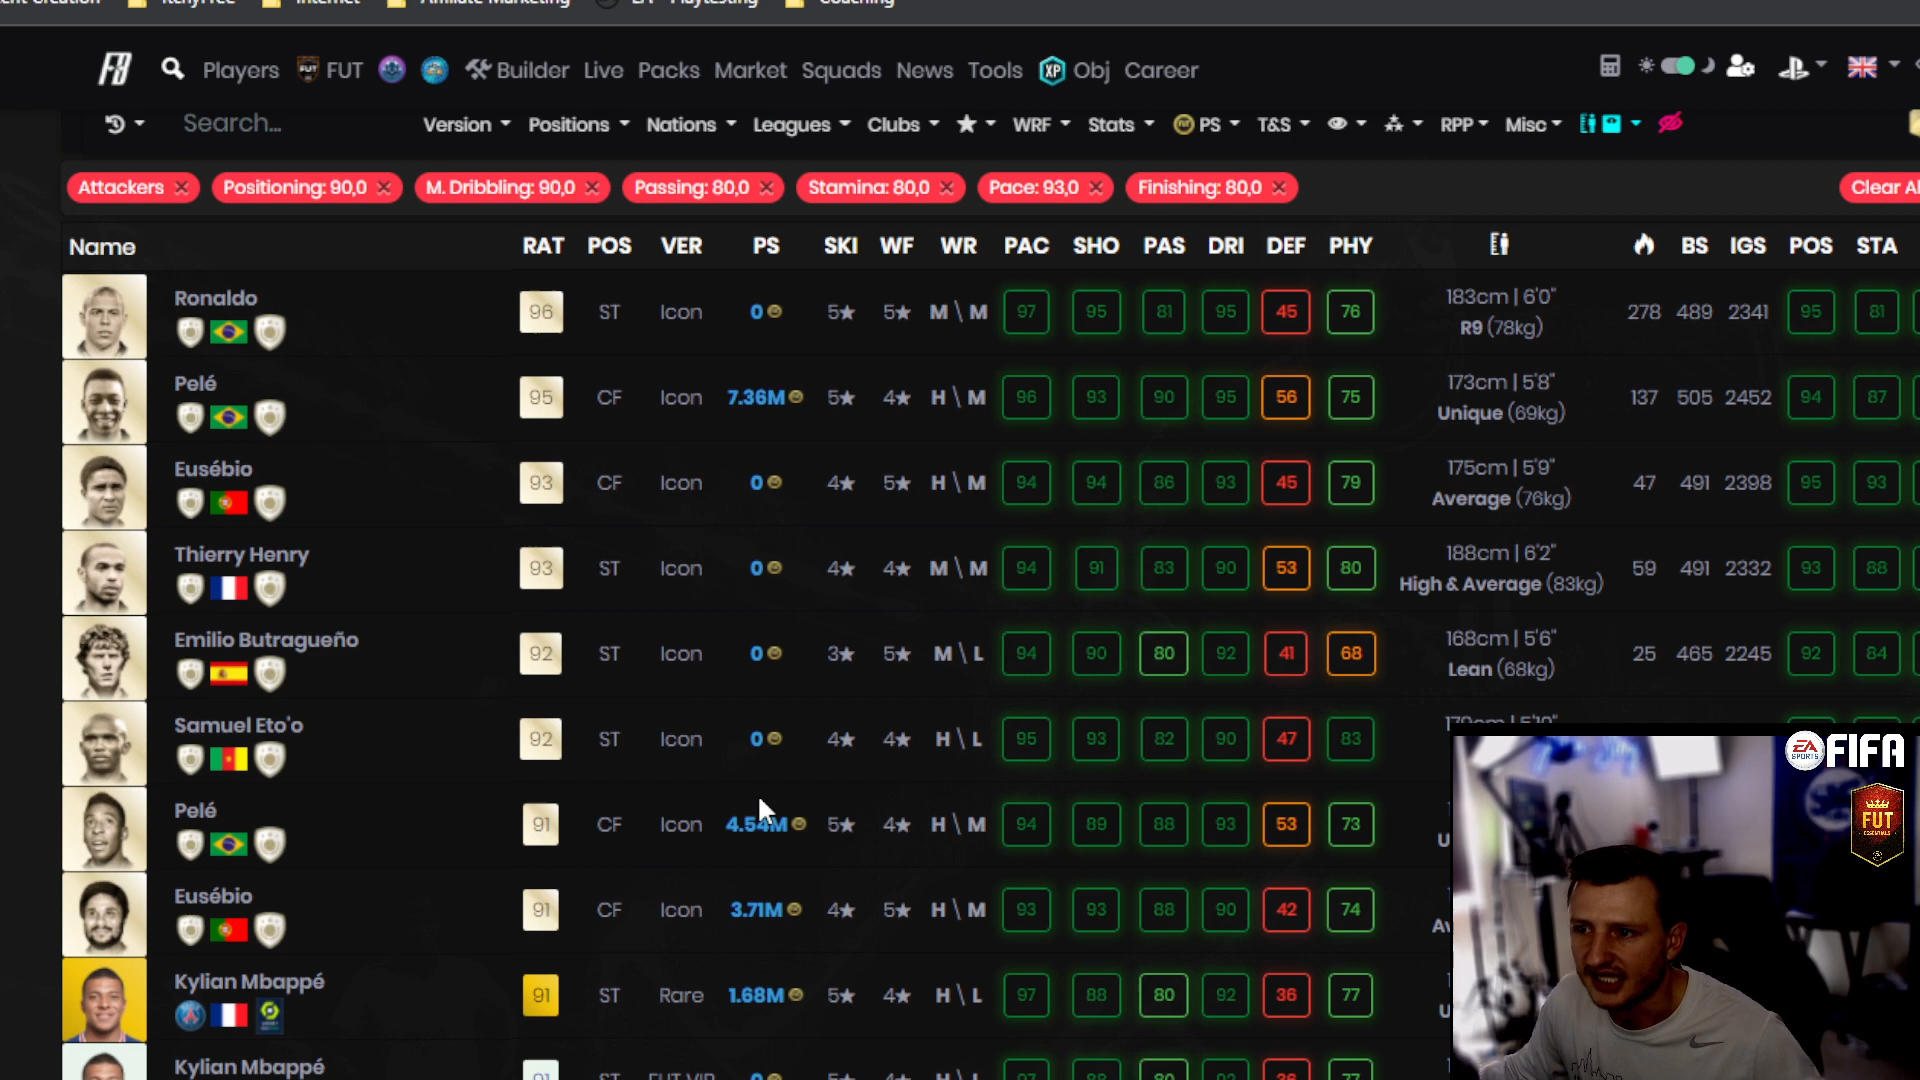 Internet
Affiliate Marketing
Coaching
Players FUT Builder Live Packs Market Squads News Tools XP Obj Career
Search... Version Positions Nations Leagues Clubs WRF Stats PS T&S RPP Misc
Attackers Positioning: 90,0 M. Dribbling: 90,0 Passing: 80,0 Stamina: 80,0 Pace: 93,0 Finishing: 80,0
Name RAT POS VER PS SKI WF WR PAC SHO PAS DRI DEF PHY BS IGS POS STA
Ronaldo 96 ST Icon 0 5★ 5★ M \ M 97 95 81 95 45 76 183cm | 6'0" R9 (78kg) 278 489 2341 95 81
Pelé 95 CF Icon 7.36M 5★ 4★ H \ M 96 93 90 95 56 75 173cm | 5'8" Unique (69kg) 137 505 2452 94 87
Eusébio 93 CF Icon 0 4★ 5★ H \ M 94 94 86 93 45 79 175cm | 5'9" Average (76kg) 47 491 2398 95 93
Thierry Henry 93 ST Icon 0 4★ 4★ M \ M 94 91 83 90 53 80 188cm | 6'2" High & Average (83kg) 59 491 2332 93 88
Emilio Butragueño 92 ST Icon 0 3★ 5★ M \ L 94 90 80 92 41 68 168cm | 5'6" Lean (68kg) 25 465 2245 92 84
Samuel Eto'o 92 ST Icon 0 4★ 4★ H \ L 95 93 82 90 47 83
Pelé 91 CF Icon 4.54M 5★ 4★ H \ M 94 89 88 93 53 73
Eusébio 91 CF Icon 3.71M 4★ 5★ H \ M 93 93 88 90 42 74
Kylian Mbappé 91 ST Rare 1.68M 5★ 4★ H \ L 97 88 80 92 36 77
Kylian Mbappé
EA SPORTS FIFA
FUT
ESSENTIALS